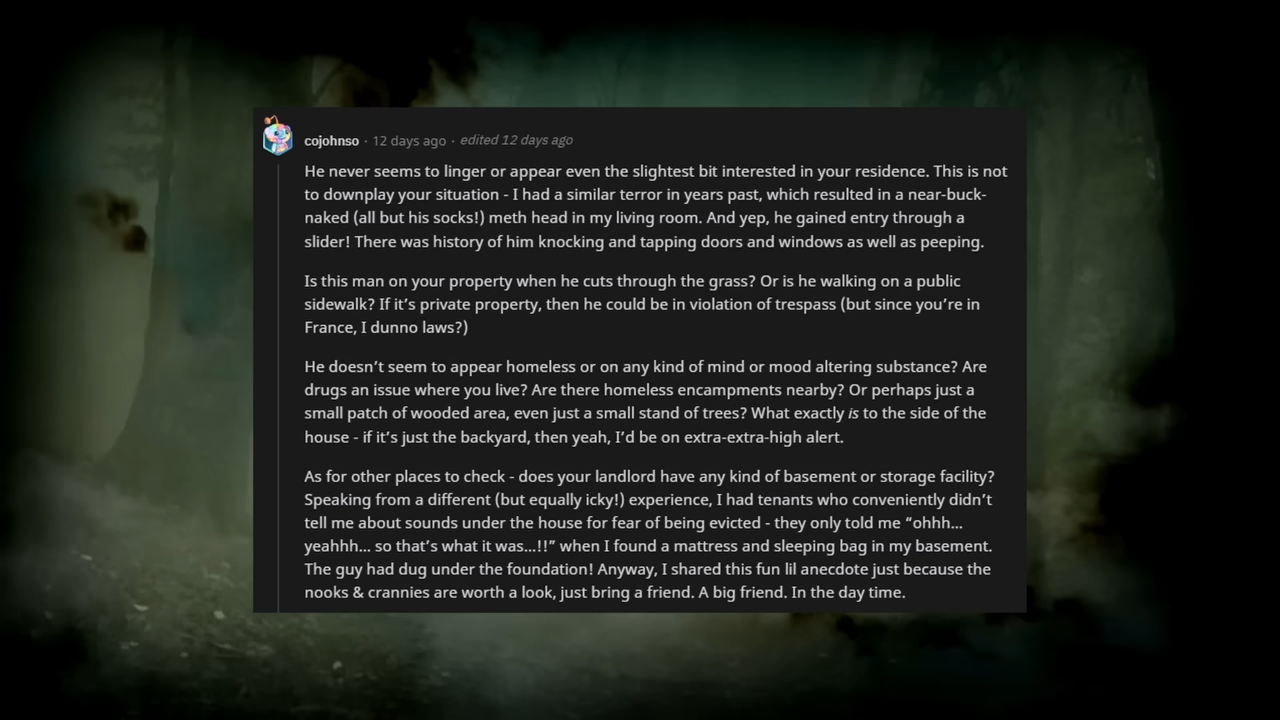 cojohnso · 12 days ago · edited 12 days ago
He never seems to linger or appear even the slightest bit interested in your residence. This is not
to downplay your situation - I had a similar terror in years past, which resulted in a near-buck-
naked (all but his socks!) meth head in my living room. And yep, he gained entry through a
slider! There was history of him knocking and tapping doors and windows as well as peeping.
Is this man on your property when he cuts through the grass? Or is he walking on a public
sidewalk? If it’s private property, then he could be in violation of trespass (but since you’re in
France, I dunno laws?)
He doesn’t seem to appear homeless or on any kind of mind or mood altering substance? Are
drugs an issue where you live? Are there homeless encampments nearby? Or perhaps just a
small patch of wooded area, even just a small stand of trees? What exactly is to the side of the
house - if it’s just the backyard, then yeah, I’d be on extra-extra-high alert.
As for other places to check - does your landlord have any kind of basement or storage facility?
Speaking from a different (but equally icky!) experience, I had tenants who conveniently didn’t
tell me about sounds under the house for fear of being evicted - they only told me “ohhh...
yeahhh... so that’s what it was...!!” when I found a mattress and sleeping bag in my basement.
The guy had dug under the foundation! Anyway, I shared this fun lil anecdote just because the
nooks & crannies are worth a look, just bring a friend. A big friend. In the day time.